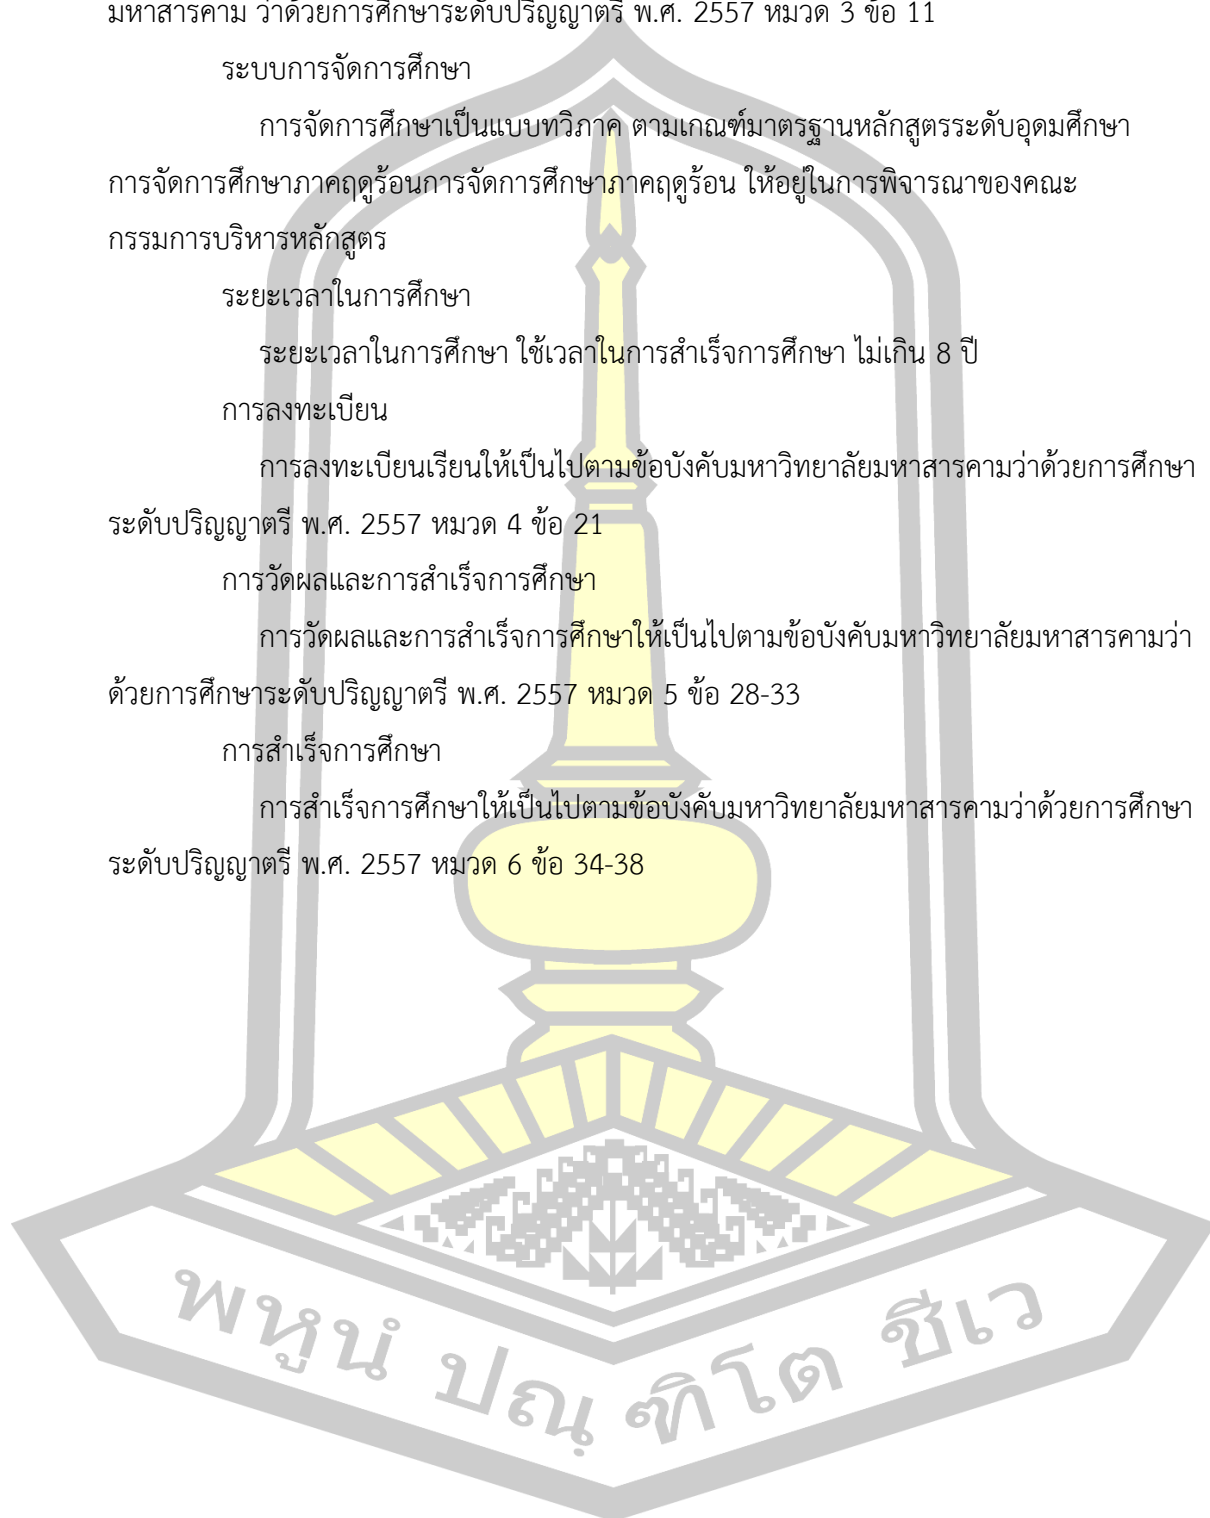 มหาสารคาม ว่าด้วยการศึกษาระดับปริญญาตรี พ.ศ. 2557 หมวด 3 ข้อ 11
ระบบการจัดการศึกษา
การจัดการศึกษาเป็นแบบทวิภาค ตามเกณฑ์มาตรฐานหลักสูตรระดับอุดมศึกษา
การจัดการศึกษาภาคฤดูร้อนการจัดการศึกษาภาคฤดูร้อน ให้อยู่ในการพิจารณาของคณะ
กรรมการบริหารหลักสูตร
ระยะเวลาในการศึกษา
ระยะเวลาในการศึกษา ใช้เวลาในการสำเร็จการศึกษา ไม่เกิน 8 ปี
การลงทะเบียน
การลงทะเบียนเรียนให้เป็นไปตามข้อบังคับมหาวิทยาลัยมหาสารคามว่าด้วยการศึกษา
ระดับปริญญาตรี พ.ศ. 2557 หมวด 4 ข้อ 21
การวัดผลและการสำเร็จการศึกษา
การวัดผลและการสำเร็จการศึกษาให้เป็นไปตามข้อบังคับมหาวิทยาลัยมหาสารคามว่า
ด้วยการศึกษาระดับปริญญาตรี พ.ศ. 2557 หมวด 5 ข้อ 28-33
การสำเร็จการศึกษา
การสำเร็จการศึกษาให้เป็นไปตามข้อบังคับมหาวิทยาลัยมหาสารคามว่าด้วยการศึกษา
ระดับปริญญาตรี พ.ศ. 2557 หมวด 6 ข้อ 34-38
พหูนํ ปณฺ ฑิโต ชีเว